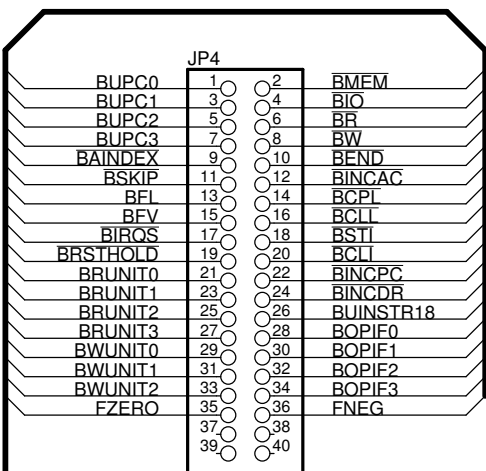 JP4
BUPC0 1 2 BMEM
BUPC1 3 4 BIO
BUPC2 5 6 BR
BUPC3 7 8 BW
BAINDEX 9 10 BEND
BSKIP 11 12 BINCAC
BFL 13 14 BCPL
BFV 15 16 BCLL
BIRQS 17 18 BSTI
BRSTHOLD 19 20 BCLI
BRUNIT0 21 22 BINCPC
BRUNIT1 23 24 BINCDR
BRUNIT2 25 26 BUINSTR18
BRUNIT3 27 28 BOPIF0
BWUNIT0 29 30 BOPIF1
BWUNIT1 31 32 BOPIF2
BWUNIT2 33 34 BOPIF3
FZERO 35 36 FNEG
37 38
39 40